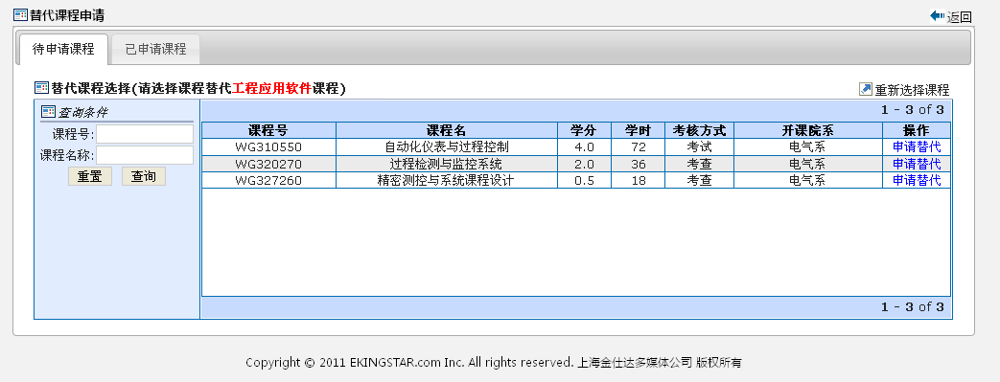 替代课程申请 返回
待申请课程 已申请课程
替代课程选择(请选择课程替代工程应用软件课程) 重新选择课程
查询条件 1 - 3 of 3
课程号: 课程号 课程名 学分 学时 考核方式 开课院系 操作
课程名称: WG310550 自动化仪表与过程控制 4.0 72 考试 电气系 申请替代
重置 查询 WG320270 过程检测与监控系统 2.0 36 考查 电气系 申请替代
WG327260 精密测控与系统课程设计 0.5 18 考查 电气系 申请替代
1 - 3 of 3
Copyright © 2011 EKINGSTAR.com Inc. All rights reserved. 上海金仕达多媒体公司 版权所有